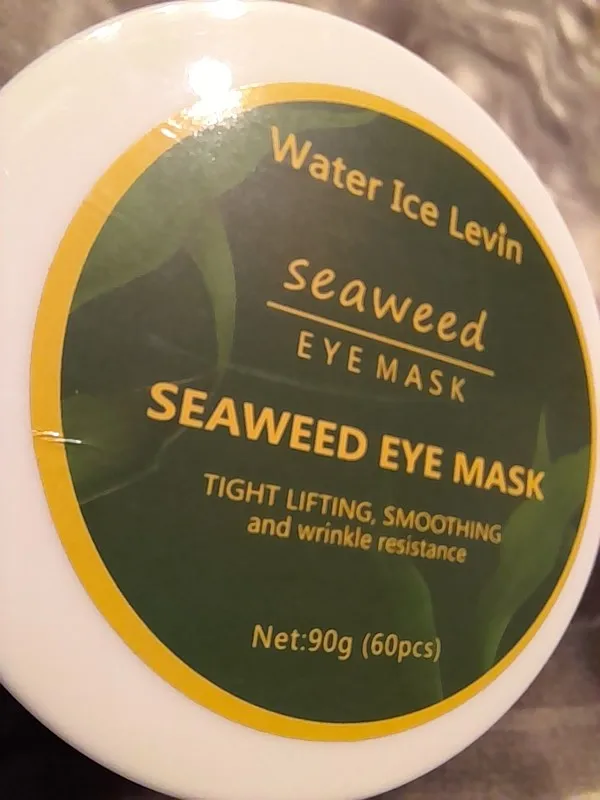 Water Ice Levin
seaweed
EYE MASK
SEAWEED EYE MASK
TIGHT LIFTING, SMOOTHING
and wrinkle resistance
Net:90g (60pcs)